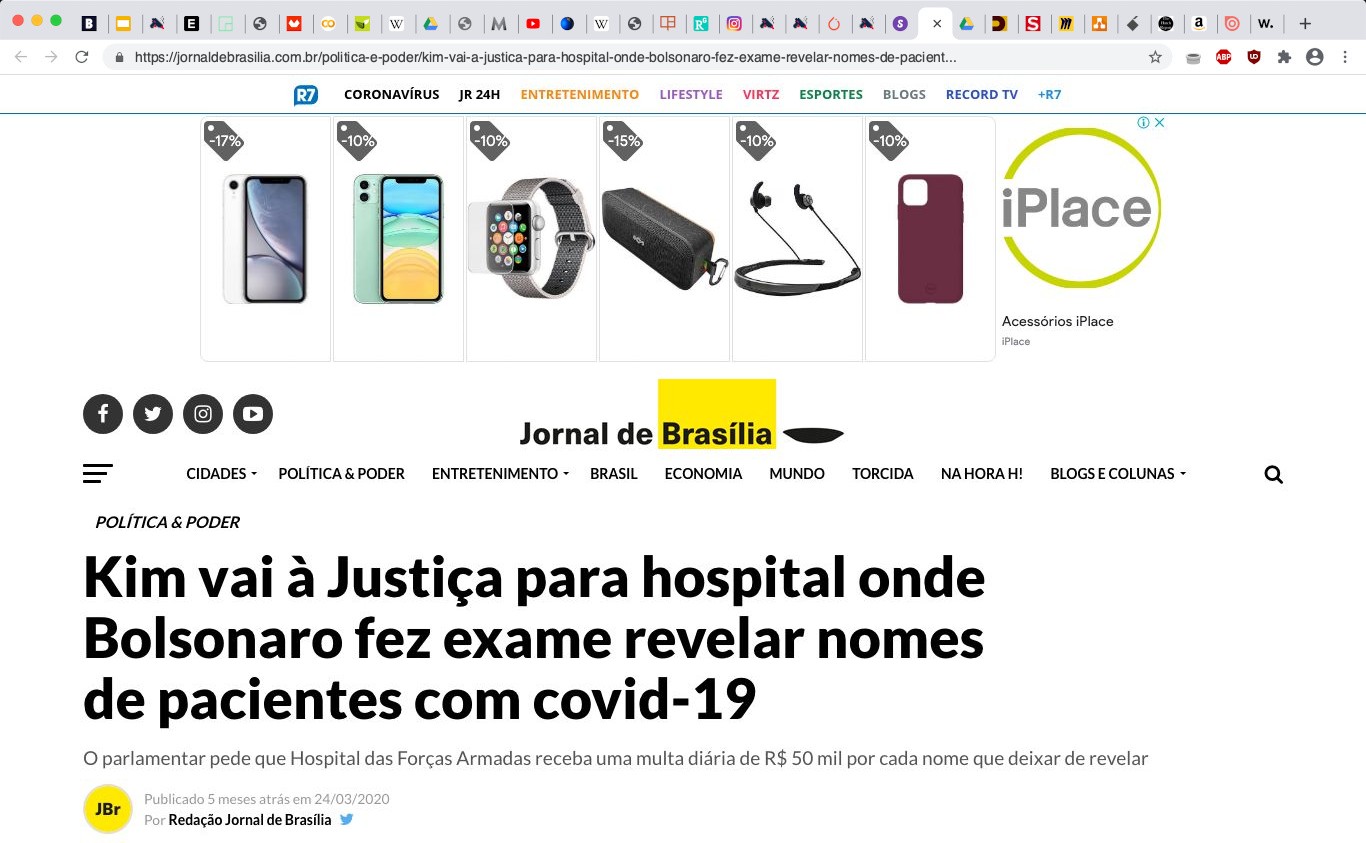 https://jornaldebrasilia.com.br/politica-e-poder/kim-vai-a-justica-para-hospital-onde-bolsonaro-fez-exame-revelar-nomes-de-pacient...
R7 CORONAVÍRUS JR 24H ENTRETENIMENTO LIFESTYLE VIRTZ ESPORTES BLOGS RECORD TV +R7
-17% -10% -10% -15% -10% -10%
iPlace
Acessórios iPlace
iPlace
Jornal de Brasília
CIDADES POLÍTICA & PODER ENTRETENIMENTO BRASIL ECONOMIA MUNDO TORCIDA NA HORA H! BLOGS E COLUNAS
POLÍTICA & PODER
Kim vai à Justiça para hospital onde
Bolsonaro fez exame revelar nomes
de pacientes com covid-19
O parlamentar pede que Hospital das Forças Armadas receba uma multa diária de R$ 50 mil por cada nome que deixar de revelar
JBr
Publicado 5 meses atrás em 24/03/2020
Por Redação Jornal de Brasília